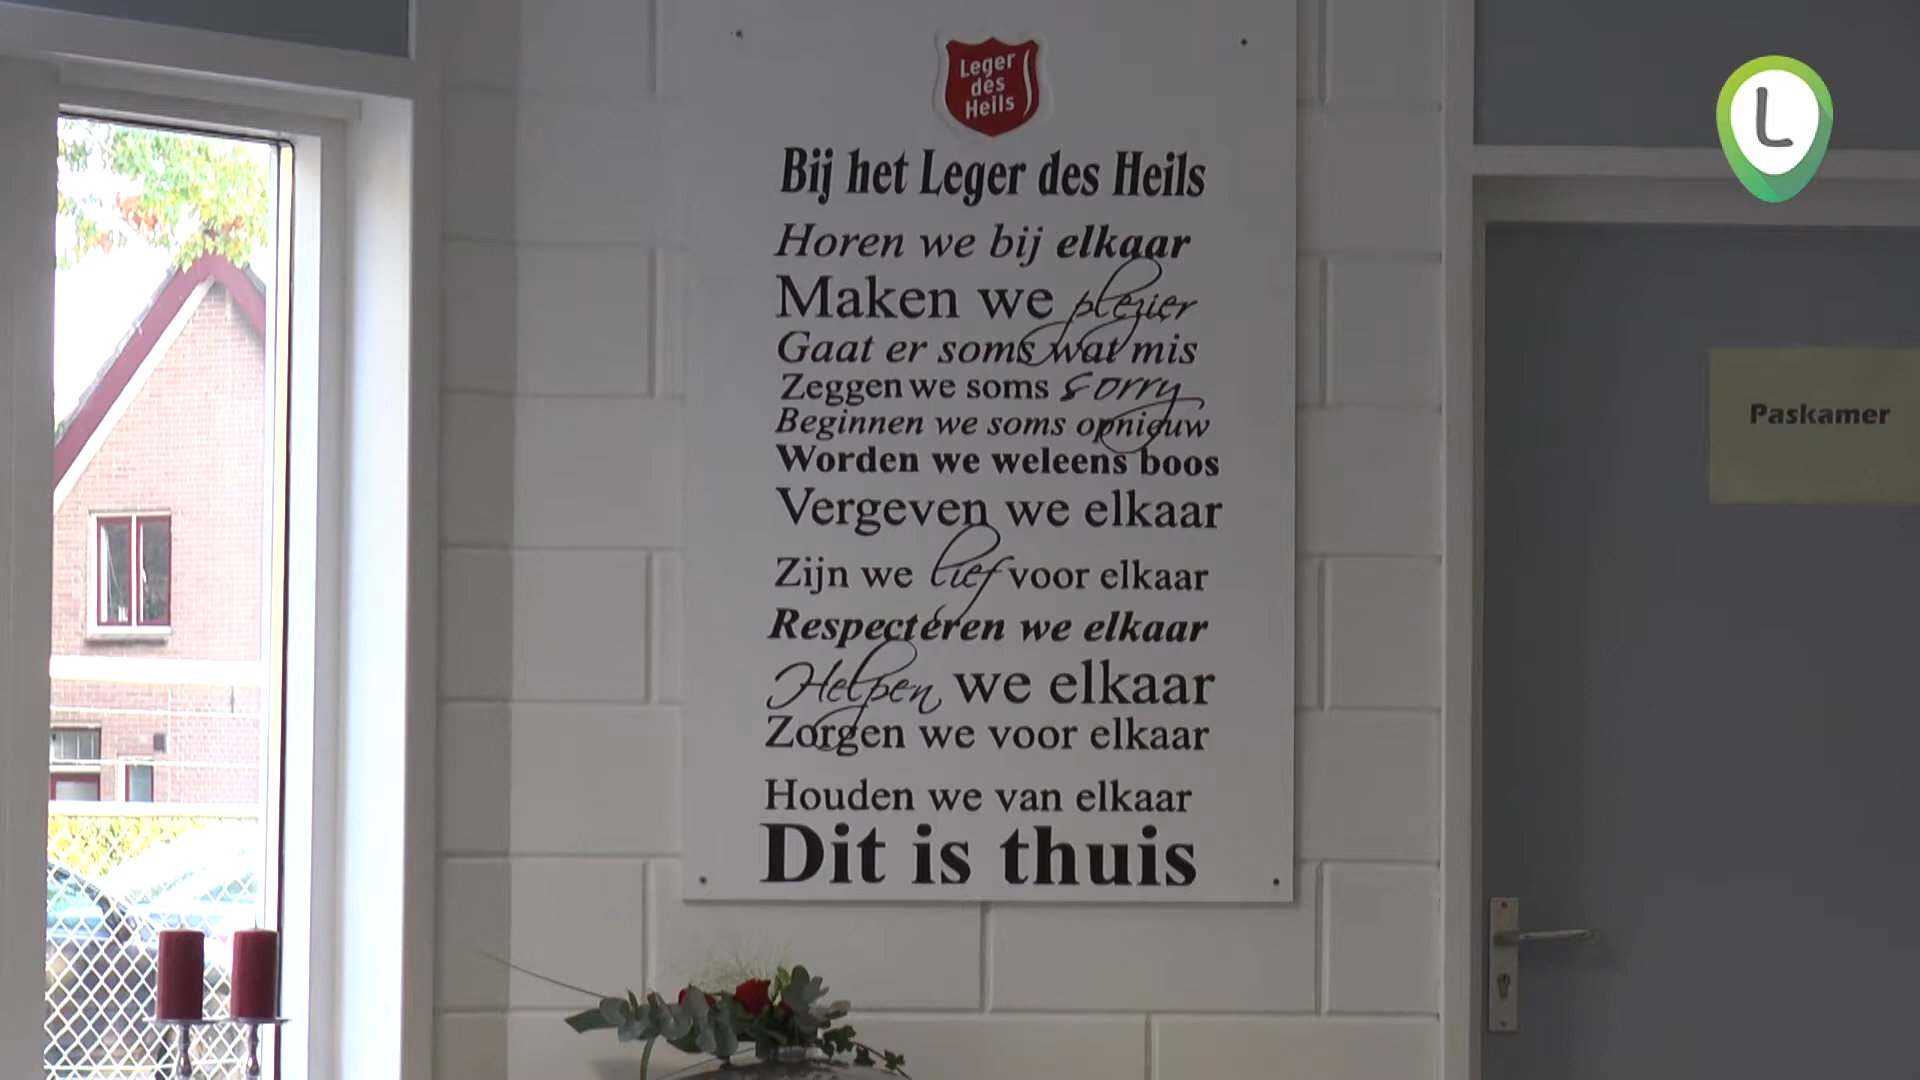 Leger
des
Heils
Bij het Leger des Heils
Horen we bij elkaar
Maken we plezier
Gaat er soms wat mis
Zeggen we soms sorry
Beginnen we soms opnieuw
Worden we weleens boos
Vergeven we elkaar
Zijn we lief voor elkaar
Respecteren we elkaar
Helpen we elkaar
Zorgen we voor elkaar
Houden we van elkaar
Dit is thuis
L
Paskamer